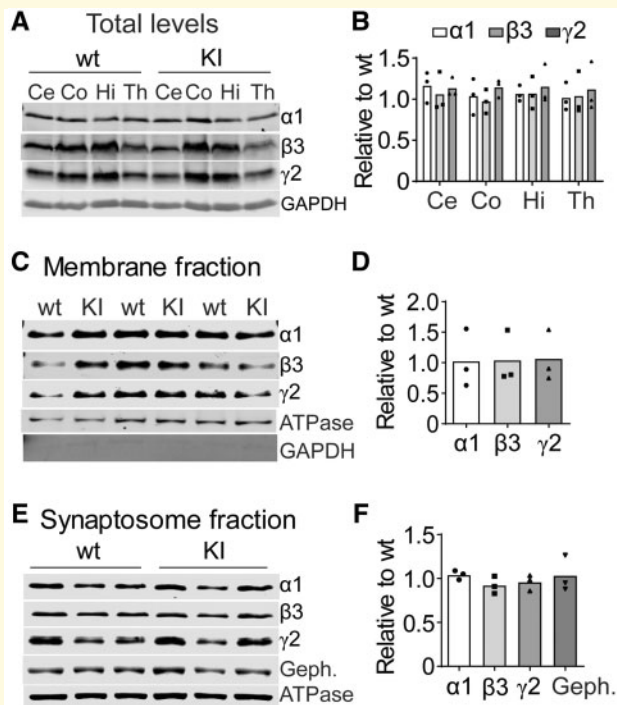 A Total levels
wt KI
Ce Co Hi Th Ce Co Hi Th
α1
β3
γ2
GAPDH
B
α1 β3 γ2
Relative to wt
1.5
1.0
0.5
0
Ce Co Hi Th
C Membrane fraction
wt KI wt KI wt KI
α1
β3
γ2
ATPase
GAPDH
D
Relative to wt
2.0
1.5
1.0
0.5
0
α1 β3 γ2
E Synaptosome fraction
wt KI
α1
β3
γ2
Geph.
ATPase
F
Relative to wt
1.5
1.0
0.5
0
α1 β3 γ2 Geph.